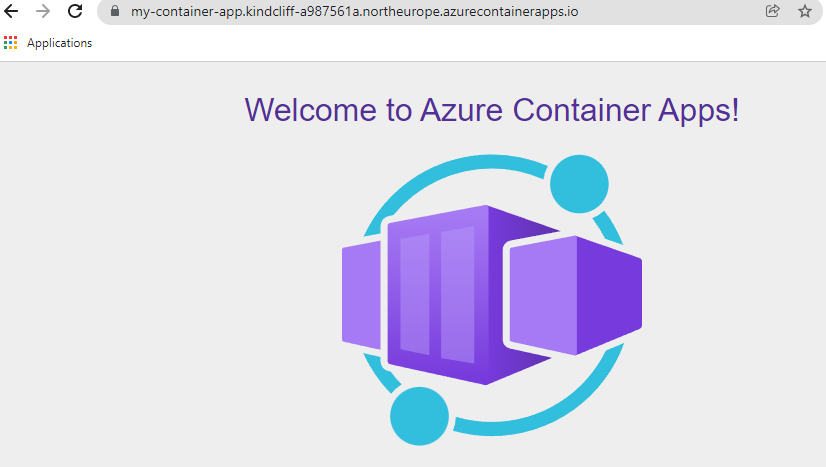 my-container-app.kindcliff-a987561a.northeurope.azurecontainerapps.io
Applications
Welcome to Azure Container Apps!